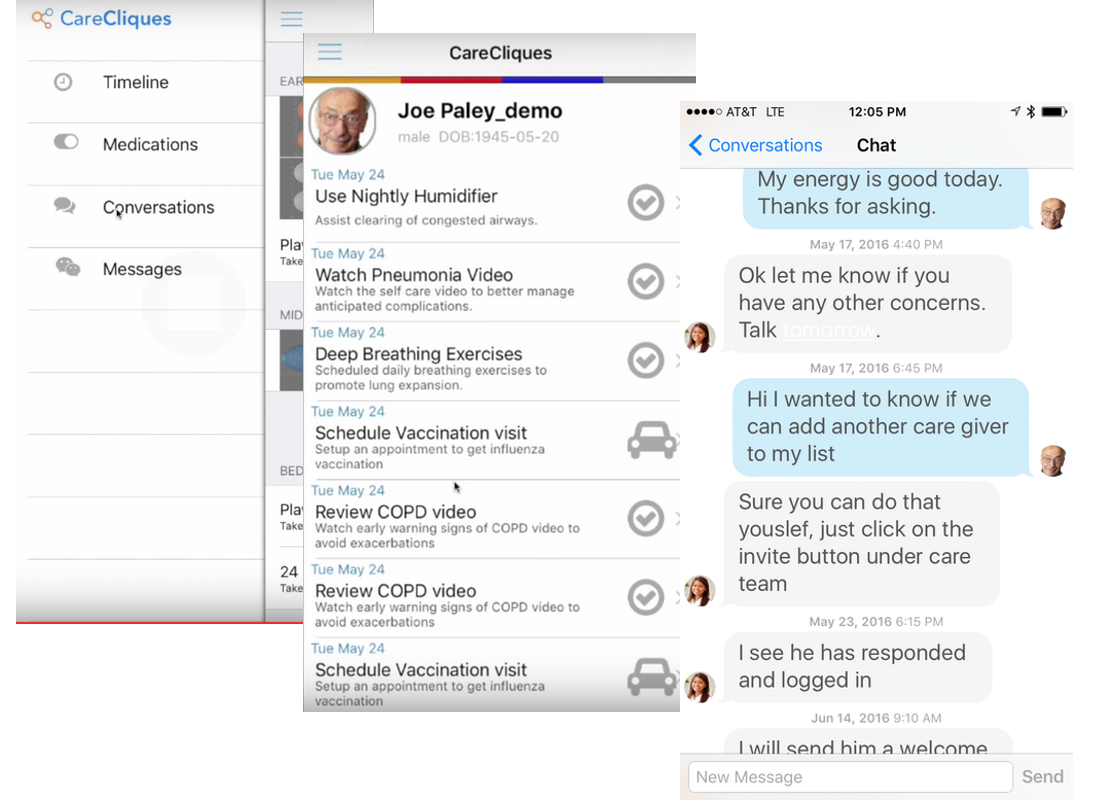 CareCliques
Timeline
Medications
Conversations
Messages
EAR
Pla
Take
MID
BED
Pla
Take
24
Take
CareCliques
Joe Paley_demo
male DOB:1945-05-20
Tue May 24
Use Nightly Humidifier
Assist clearing of congested airways.
Tue May 24
Watch Pneumonia Video
Watch the self care video to better manage
anticipated complications.
Tue May 24
Deep Breathing Exercises
Scheduled daily breathing exercises to
promote lung expansion.
Tue May 24
Schedule Vaccination visit
Setup an appointment to get influenza
vaccination
Tue May 24
Review COPD video
Watch early warning signs of COPD video to
avoid exacerbations
Tue May 24
Review COPD video
Watch early warning signs of COPD video to
avoid exacerbations
Tue May 24
Schedule Vaccination visit
Setup an appointment to get influenza
vaccination
AT&T LTE 12:05 PM
Conversations Chat
My energy is good today.
Thanks for asking.
May 17, 2016 4:40 PM
Ok let me know if you
have any other concerns.
Talk tomorrow.
May 17, 2016 6:45 PM
Hi I wanted to know if we
can add another care giver
to my list
Sure you can do that
youslef, just click on the
invite button under care
team
May 23, 2016 6:15 PM
I see he has responded
and logged in
Jun 14, 2016 9:10 AM
I will send him a welcome
New Message Send